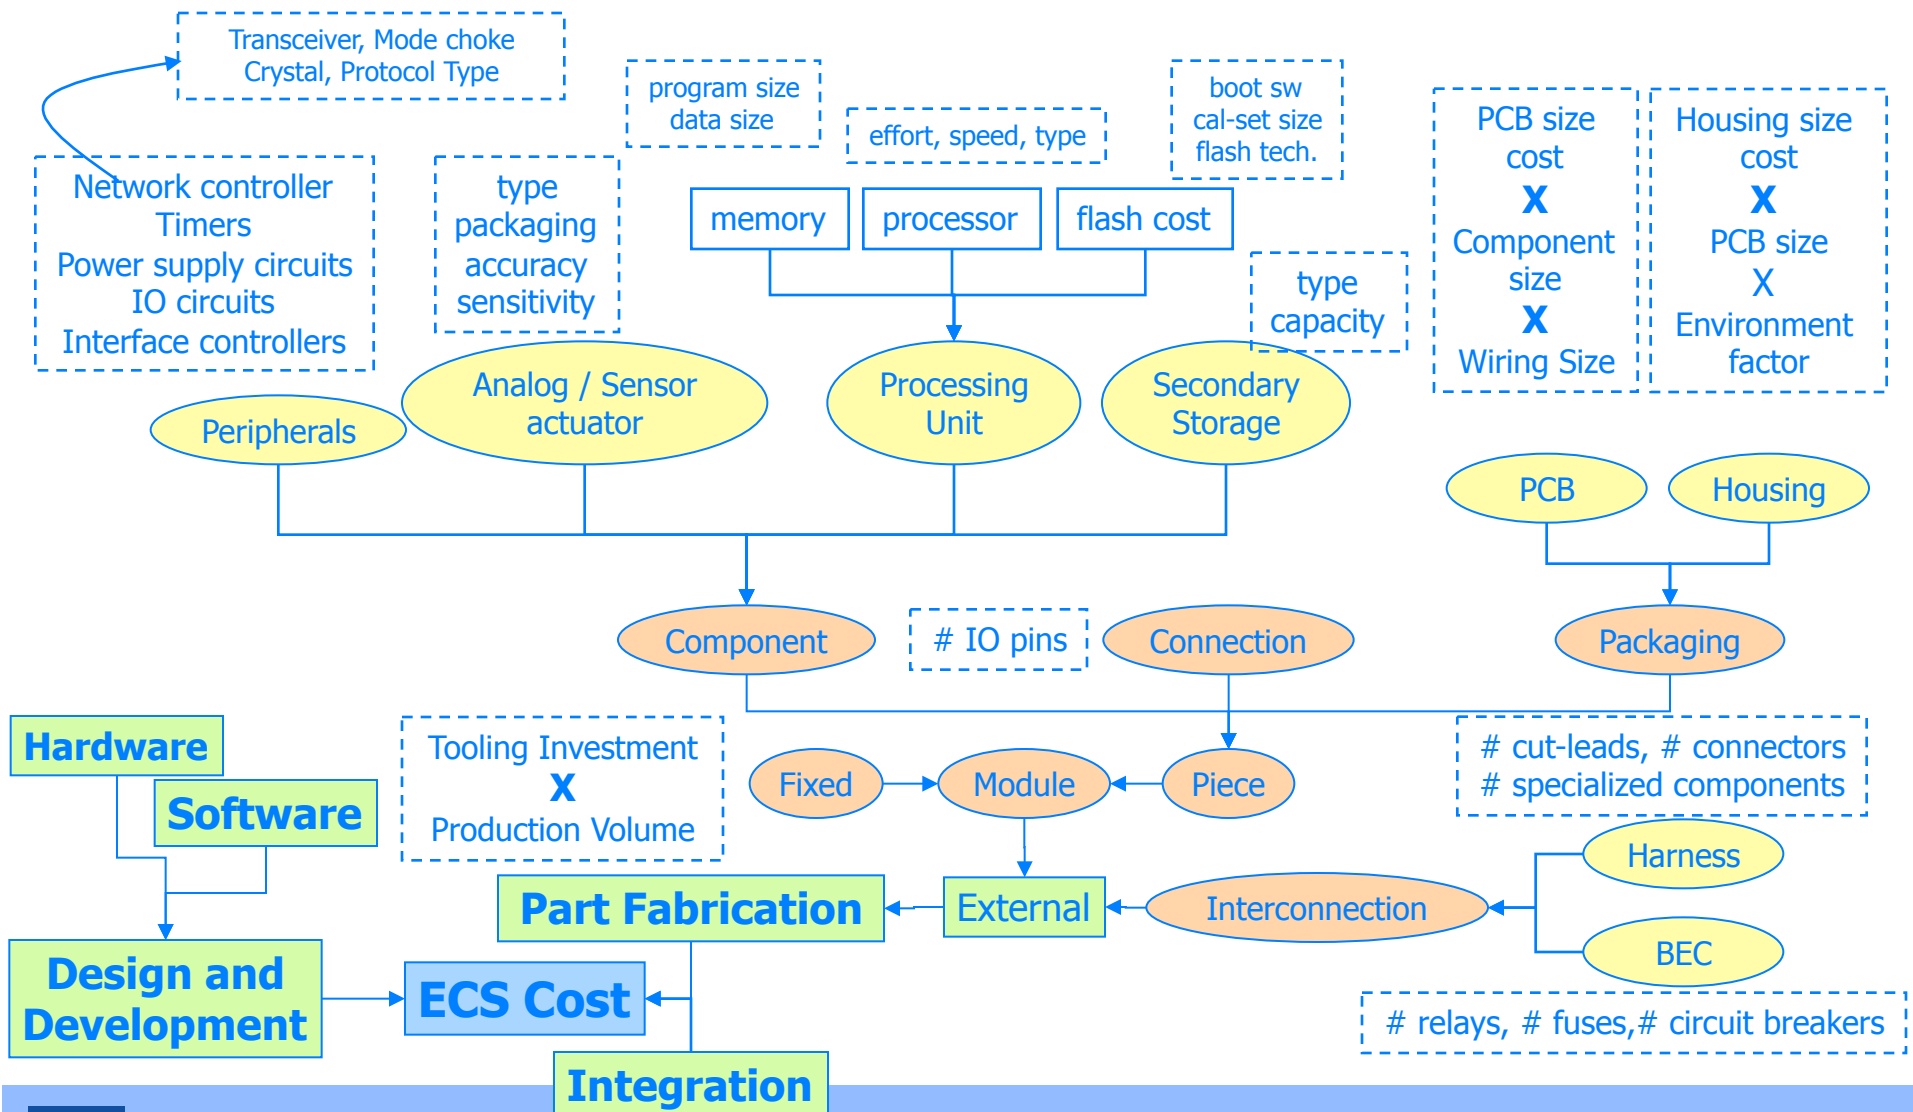 Transceiver, Mode choke
Crystal, Protocol Type
program size
data size
effort, speed, type
boot sw
cal-set size
flash tech.
PCB size
cost
X
Component
size
X
Wiring Size
Housing size
cost
X
PCB size
X
Environment
factor
Network controller
Timers
Power supply circuits
IO circuits
Interface controllers
type
packaging
accuracy
sensitivity
memory
processor
flash cost
type
capacity
Peripherals
Analog / Sensor
actuator
Processing
Unit
Secondary
Storage
PCB
Housing
Component
# IO pins
Connection
Packaging
Hardware
Software
Tooling Investment
X
Production Volume
Fixed
Module
Piece
# cut-leads, # connectors
# specialized components
Harness
Part Fabrication
External
Interconnection
BEC
Design and
Development
ECS Cost
# relays, # fuses,# circuit breakers
Integration